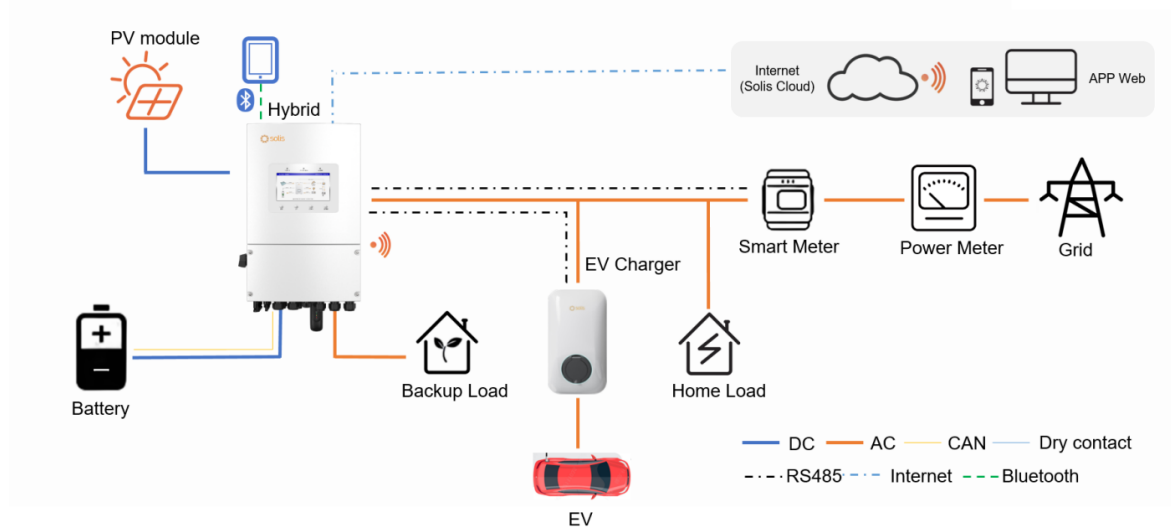 PV module
Hybrid
solis
Internet
(Solis Cloud)
APP Web
Smart Meter
Power Meter
Grid
EV Charger
Battery
Backup Load
Home Load
EV
DC
AC
CAN
Dry contact
RS485
Internet
Bluetooth